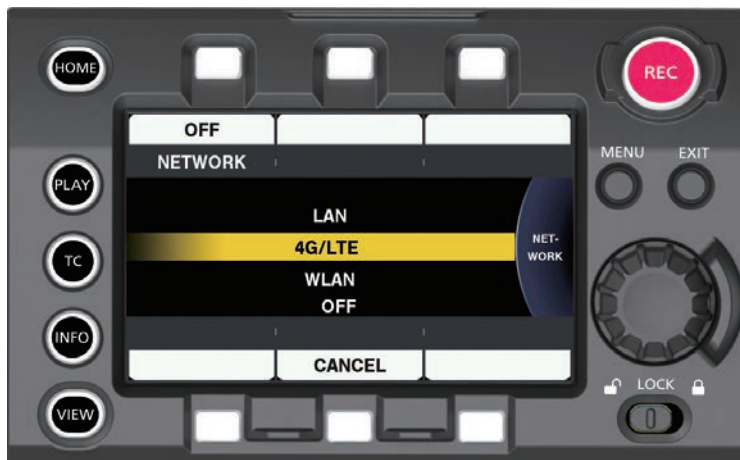 HOME
REC
OFF
NETWORK
MENU EXIT
PLAY
LAN
4G/LTE
NET-
WORK
TC
WLAN
OFF
INFO
CANCEL
LOCK
VIEW